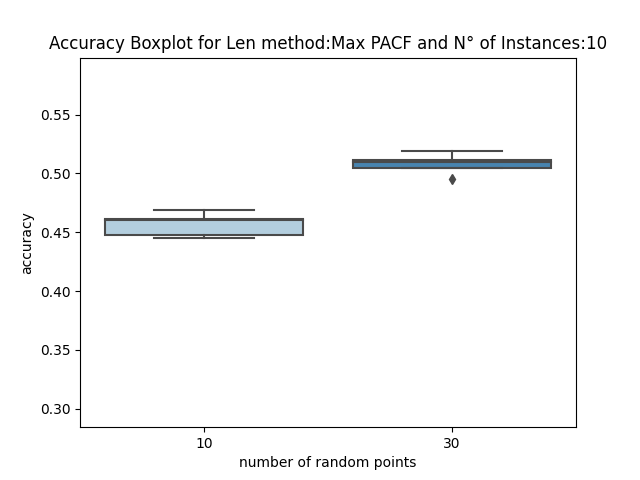 Accuracy Boxplot for Len method:Max PACF and N° of Instances:10
0.55
0.50
0.45
0.40
0.35
0.30
accuracy
10
30
number of random points